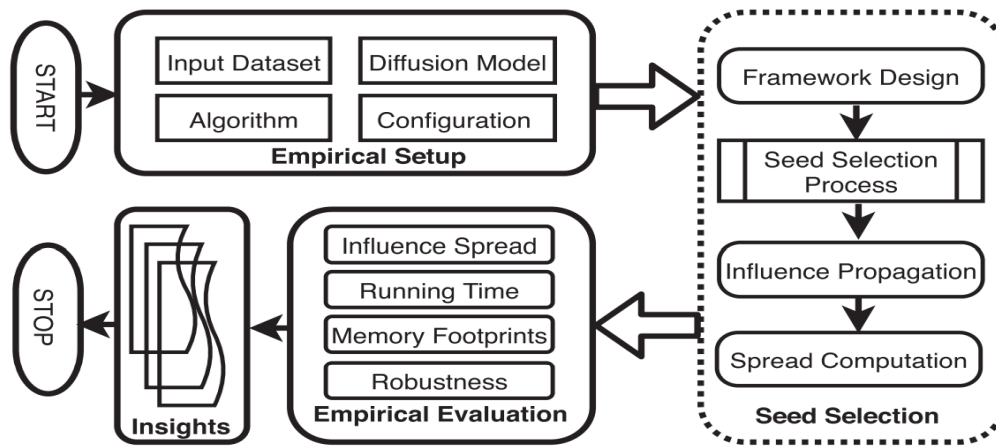 START
Input Dataset
Diffusion Model
Algorithm
Configuration
Empirical Setup
Framework Design
Seed Selection
Process
Influence Propagation
Spread Computation
Seed Selection
Influence Spread
Running Time
Memory Footprints
Robustness
Empirical Evaluation
Insights
STOP